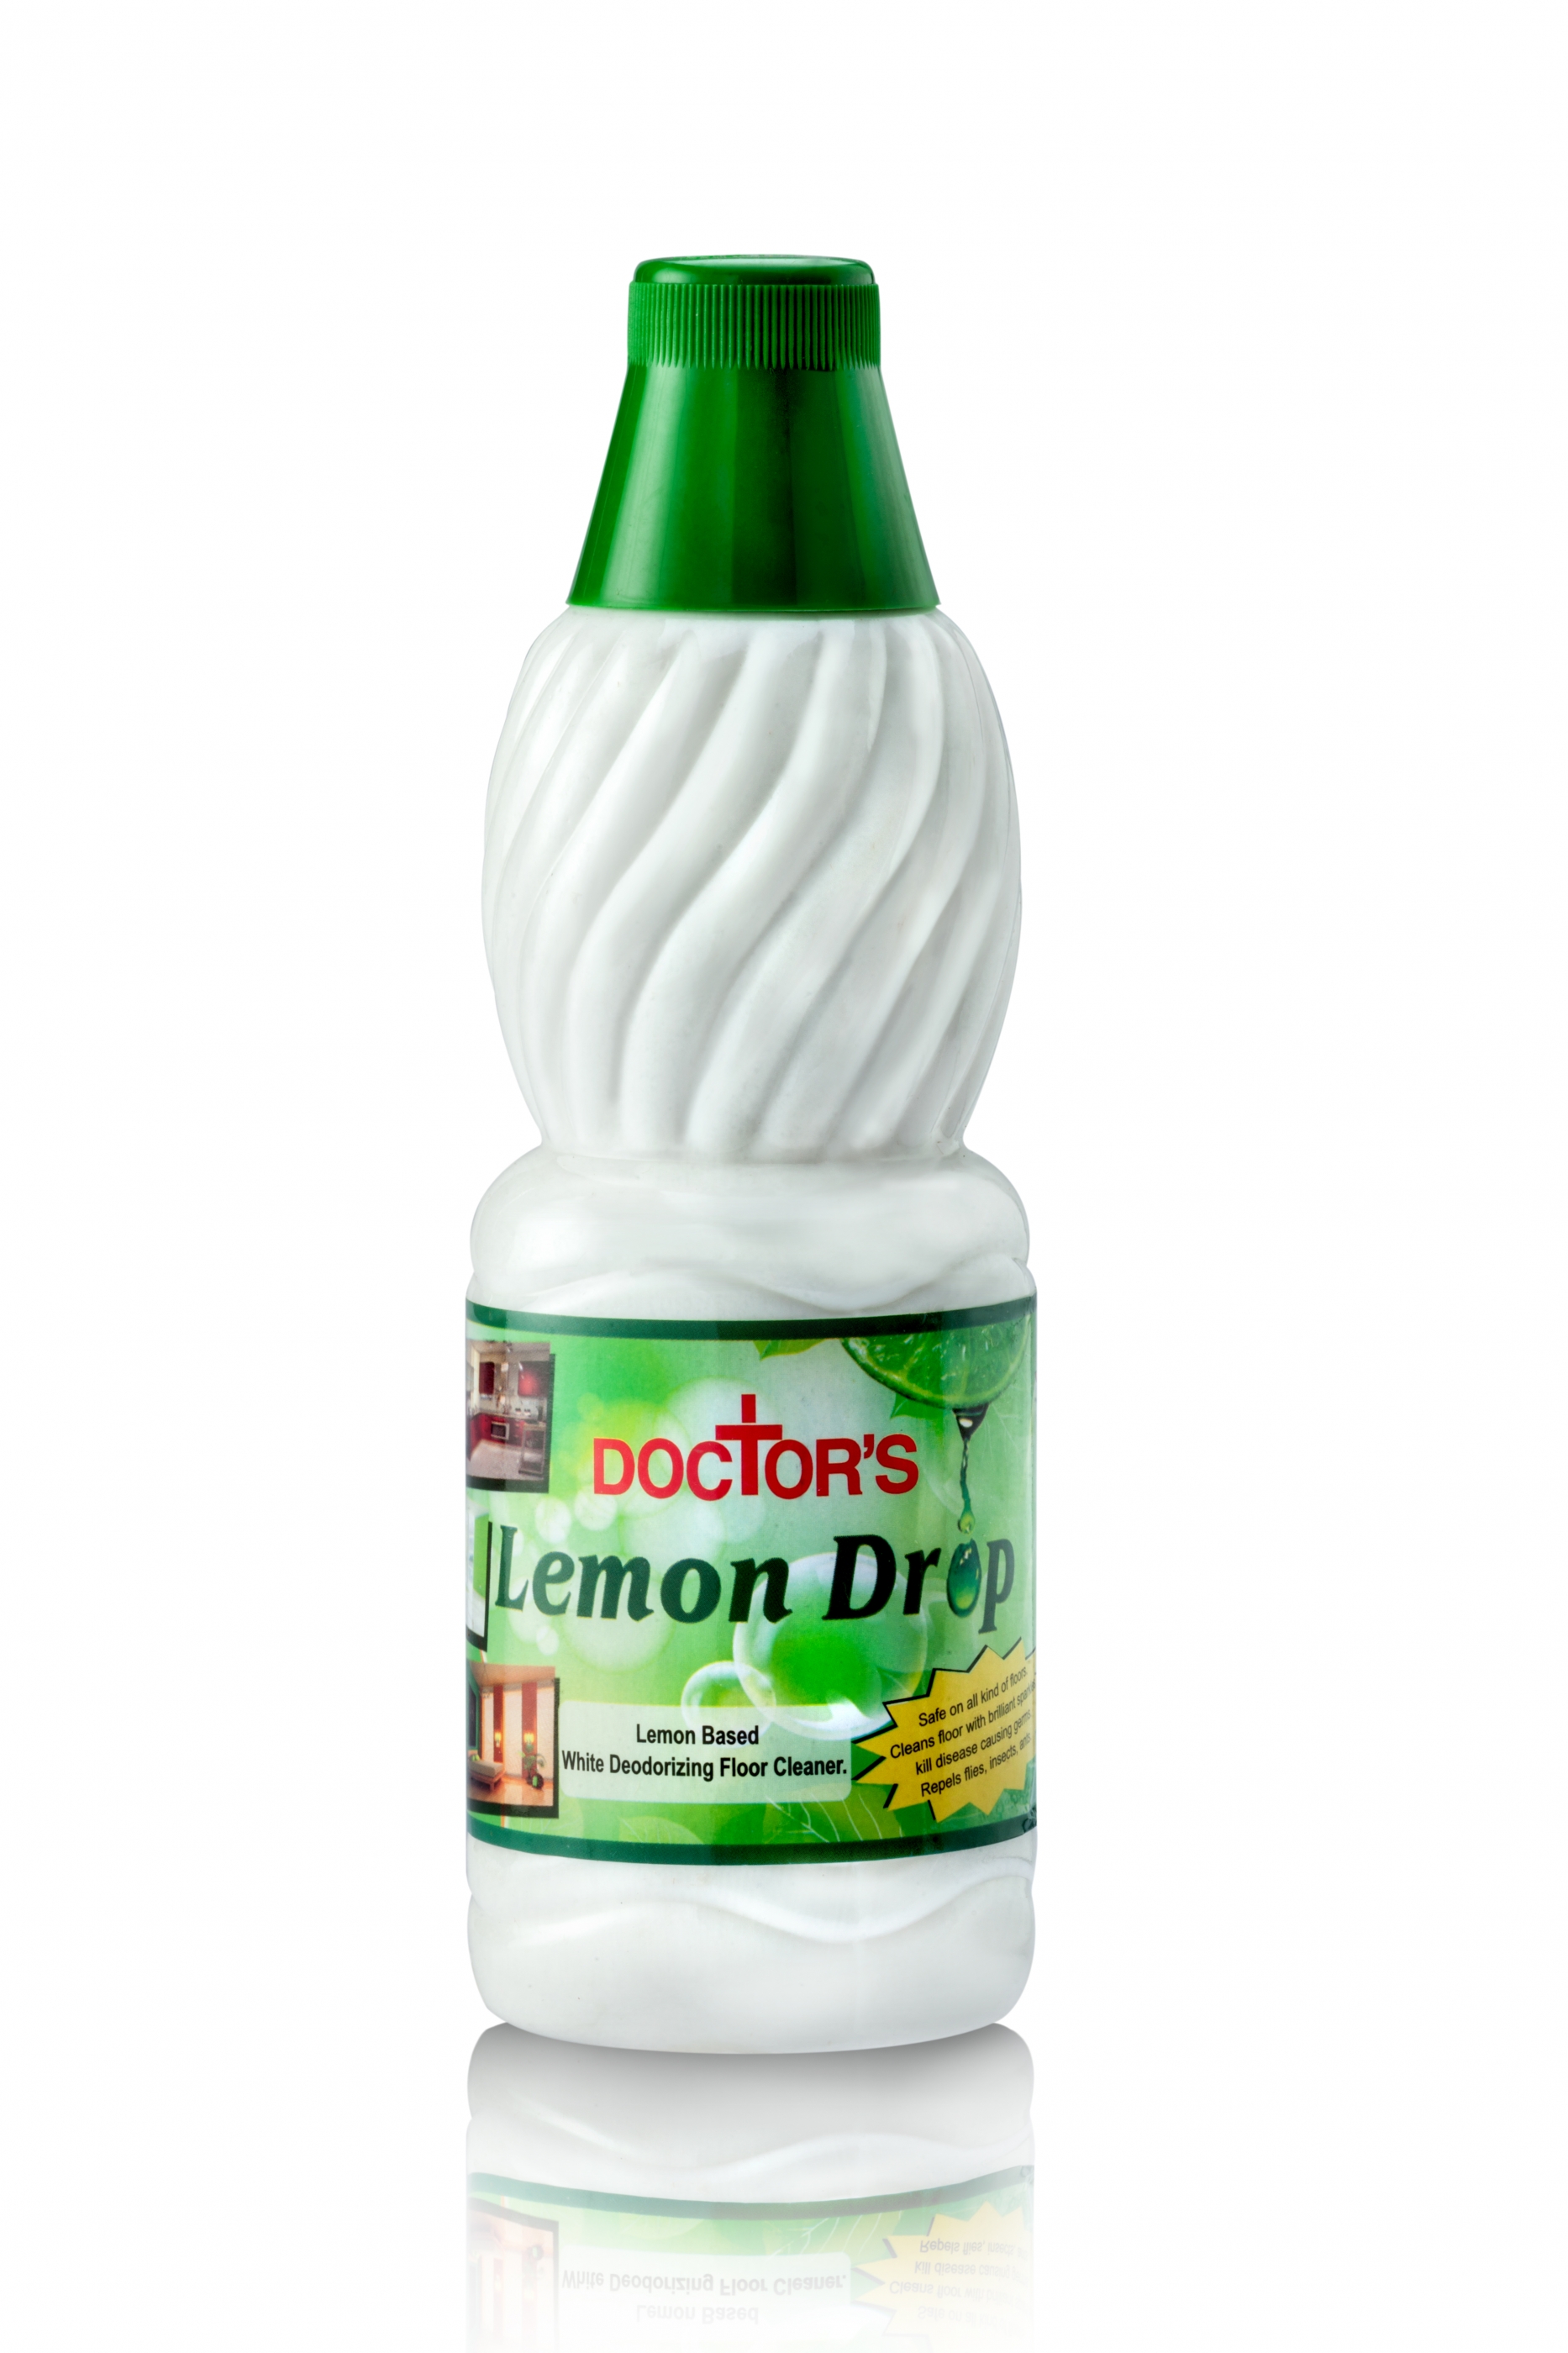 DOCTOR'S
Lemon Drop
Lemon Based
White Deodorizing Floor Cleaner.
Safe on all kind of floors.
Cleans floor with brilliant
kill disease causing germs
Repels flies, insects, ants